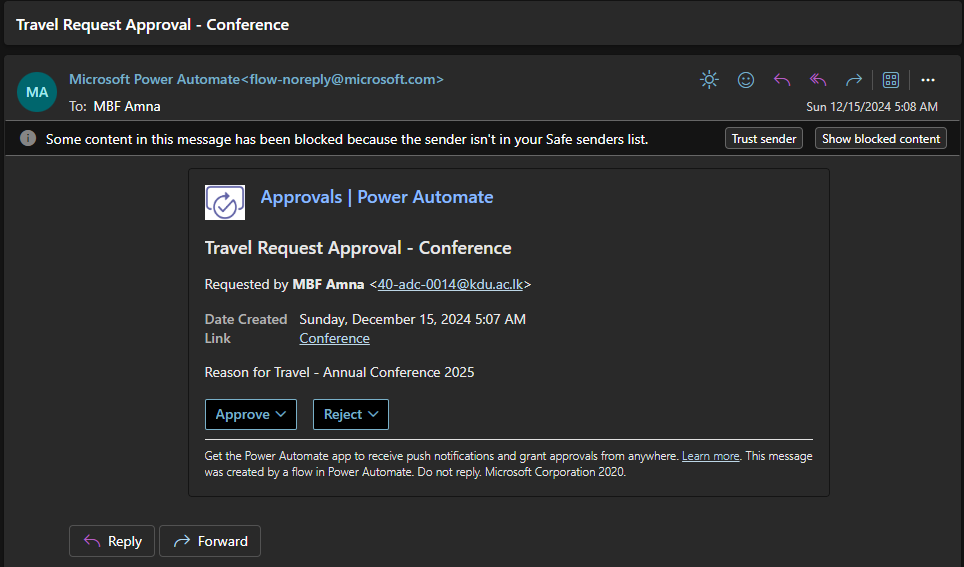 Travel Request Approval - Conference
MA
Microsoft Power Automate<flow-noreply@microsoft.com>
To: MBF Amna
Sun 12/15/2024 5:08 AM
i Some content in this message has been blocked because the sender isn't in your Safe senders list.
Trust sender
Show blocked content
Approvals | Power Automate
Travel Request Approval - Conference
Requested by MBF Amna <40-adc-0014@kdu.ac.lk>
Date Created Sunday, December 15, 2024 5:07 AM
Link Conference
Reason for Travel - Annual Conference 2025
Approve
Reject
Get the Power Automate app to receive push notifications and grant approvals from anywhere. Learn more. This message
was created by a flow in Power Automate. Do not reply. Microsoft Corporation 2020.
Reply
Forward